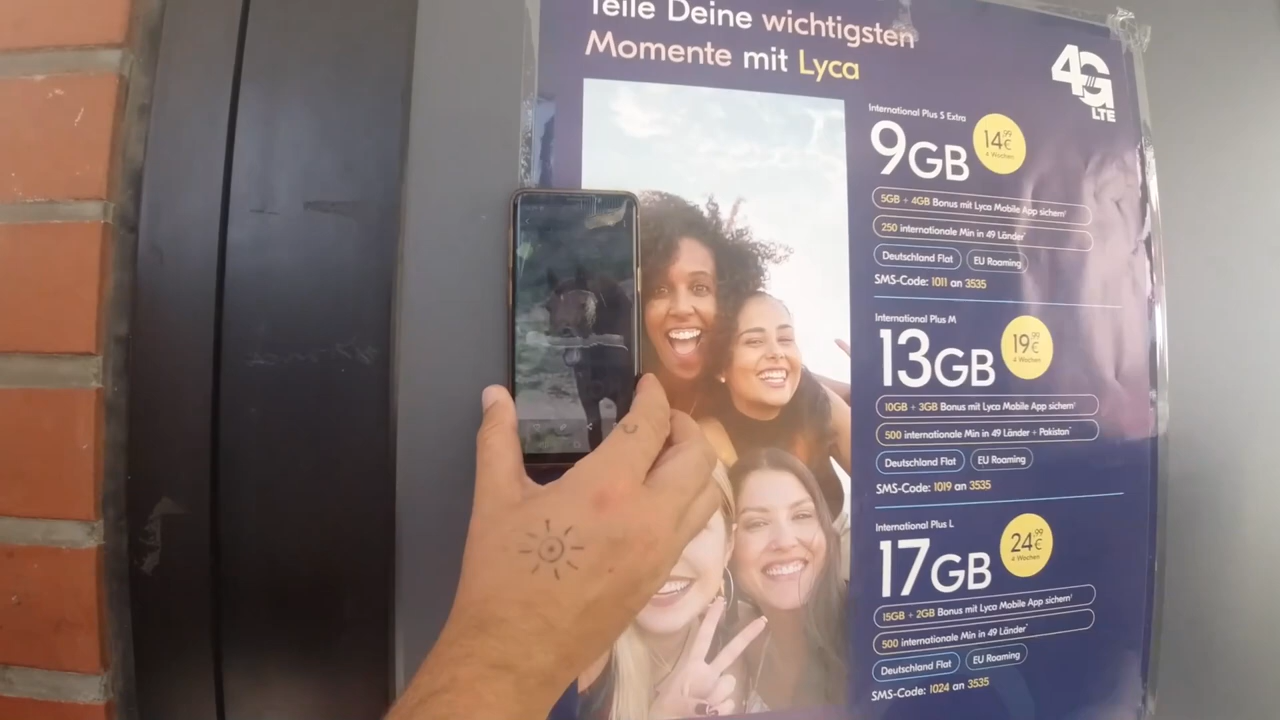 Teile Deine wichtigsten
Momente mit Lyca
4G
LTE
International Plus S Extra
9GB
14,99€
4 Wochen
5GB + 4GB Bonus mit Lyca Mobile App sichern¹
250 internationale Min in 49 Länder*
Deutschland Flat
EU Roaming
SMS-Code: 1011 an 3535
International Plus M
13GB
19,99€
4 Wochen
10GB + 3GB Bonus mit Lyca Mobile App sichern²
500 internationale Min in 49 Länder + Pakistan*
Deutschland Flat
EU Roaming
SMS-Code: 1019 an 3535
International Plus L
17GB
24,99€
4 Wochen
15GB + 2GB Bonus mit Lyca Mobile App sichern³
500 internationale Min in 49 Länder*
Deutschland Flat
EU Roaming
SMS-Code: 1024 an 3535